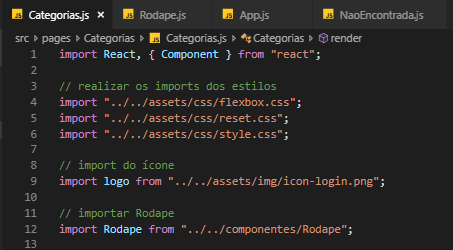 Categorias.js × Rodape.js App.js NaoEncontrada.js
src > pages > Categorias > Categorias.js > Categorias > render
1 import React, { Component } from "react";
2
3 // realizar os imports dos estilos
4 import "../../assets/css/flexbox.css";
5 import "../../assets/css/reset.css";
6 import "../../assets/css/style.css";
7
8 // import do ícone
9 import logo from "../../assets/img/icon-login.png";
10
11 // importar Rodape
12 import Rodape from "../../componentes/Rodape";
13